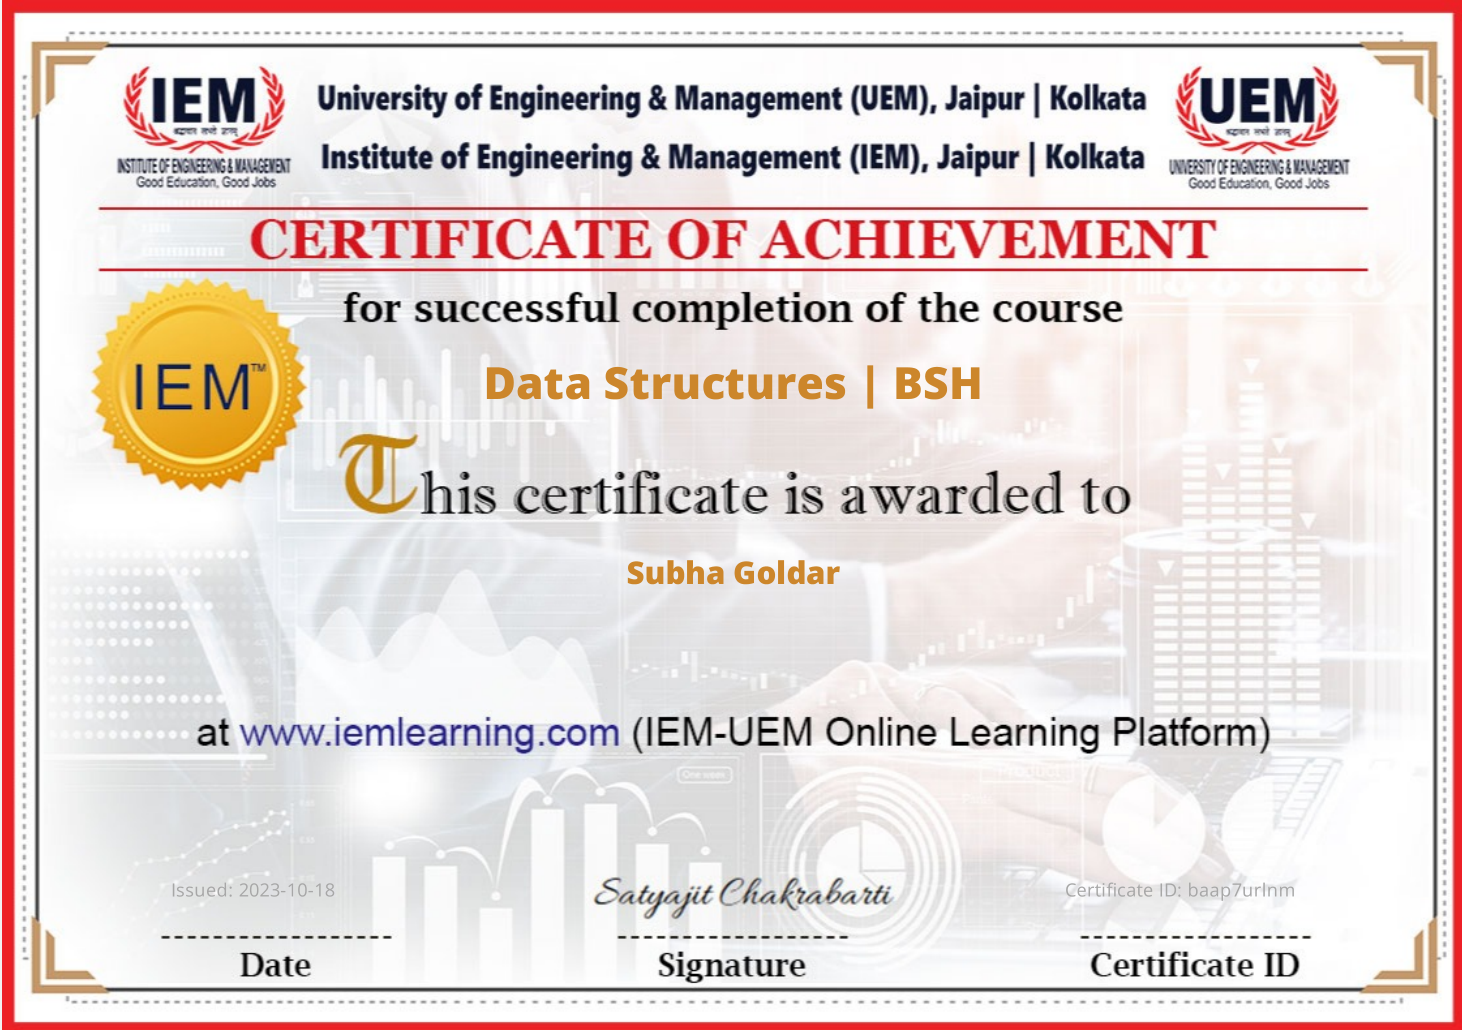 IEM
INSTITUTE OF ENGINEERING & MANAGEMENT
Good Education, Good Jobs
University of Engineering & Management (UEM), Jaipur | Kolkata
Institute of Engineering & Management (IEM), Jaipur | Kolkata
UEM
UNIVERSITY OF ENGINEERING & MANAGEMENT
Good Education, Good Jobs
CERTIFICATE OF ACHIEVEMENT
for successful completion of the course
IEM™
Data Structures | BSH
This certificate is awarded to
Subha Goldar
at www.iemlearning.com (IEM-UEM Online Learning Platform)
One week
Product
Issued: 2023-10-18
Satyajit Chakrabarti
Certificate ID: baap7urlnm
Date
Signature
Certificate ID